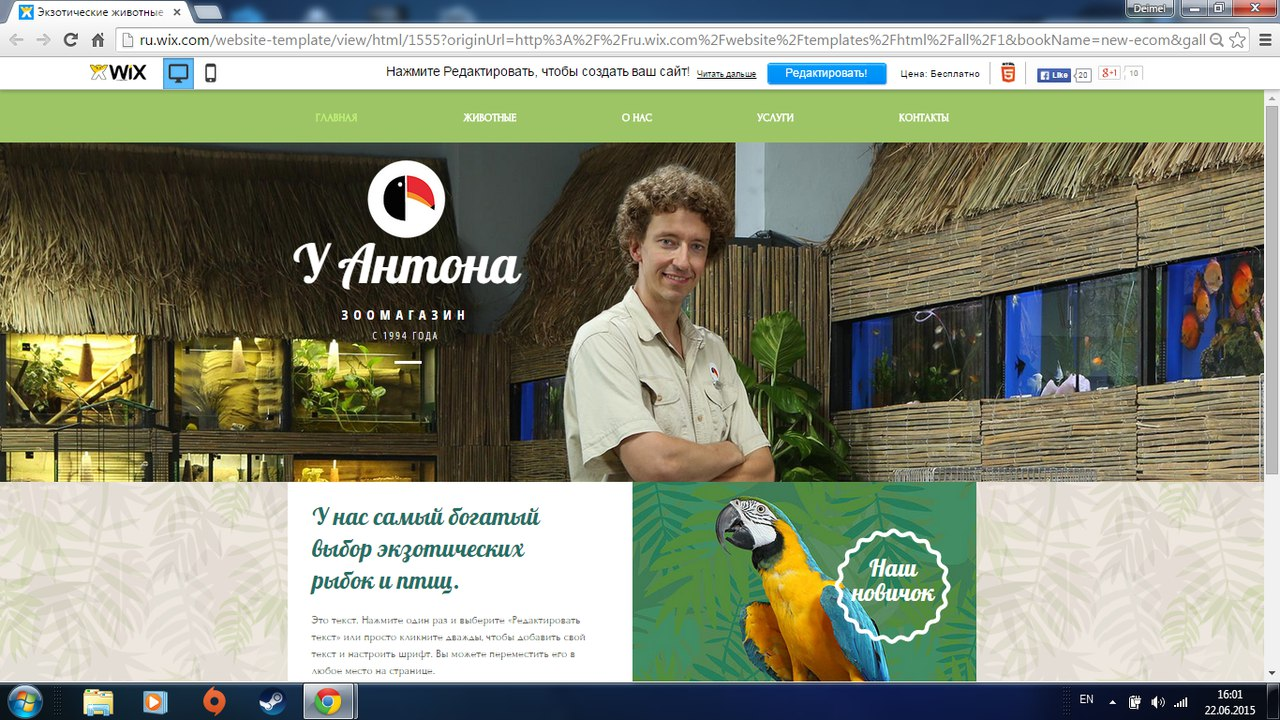 Экзотические животные
Deimel
ru.wix.com/website-template/view/html/1555?originUrl=http%3A%2F%2Fru.wix.com%2Fwebsite%2Ftemplates%2Fhtml%2Fall%2F1&bookName=new-ecom&gall
WiX
Нажмите Редактировать, чтобы создать ваш сайт! Читать дальше
Редактировать!
Цена: Бесплатно
5
Like 20
g+1 10
ГЛАВНАЯ ЖИВОТНЫЕ О НАС УСЛУГИ КОНТАКТЫ
У Антона
ЗООМАГАЗИН
С 1994 ГОДА
У нас самый богатый
выбор экзотических
рыбок и птиц.
Это текст. Нажмите один раз и выберите «Редактировать
текст» или просто кликните дважды, чтобы добавить свой
текст и настроить шрифт. Вы можете переместить его в
любое место на странице.
Наш
новичок
EN
16:01
22.06.2015